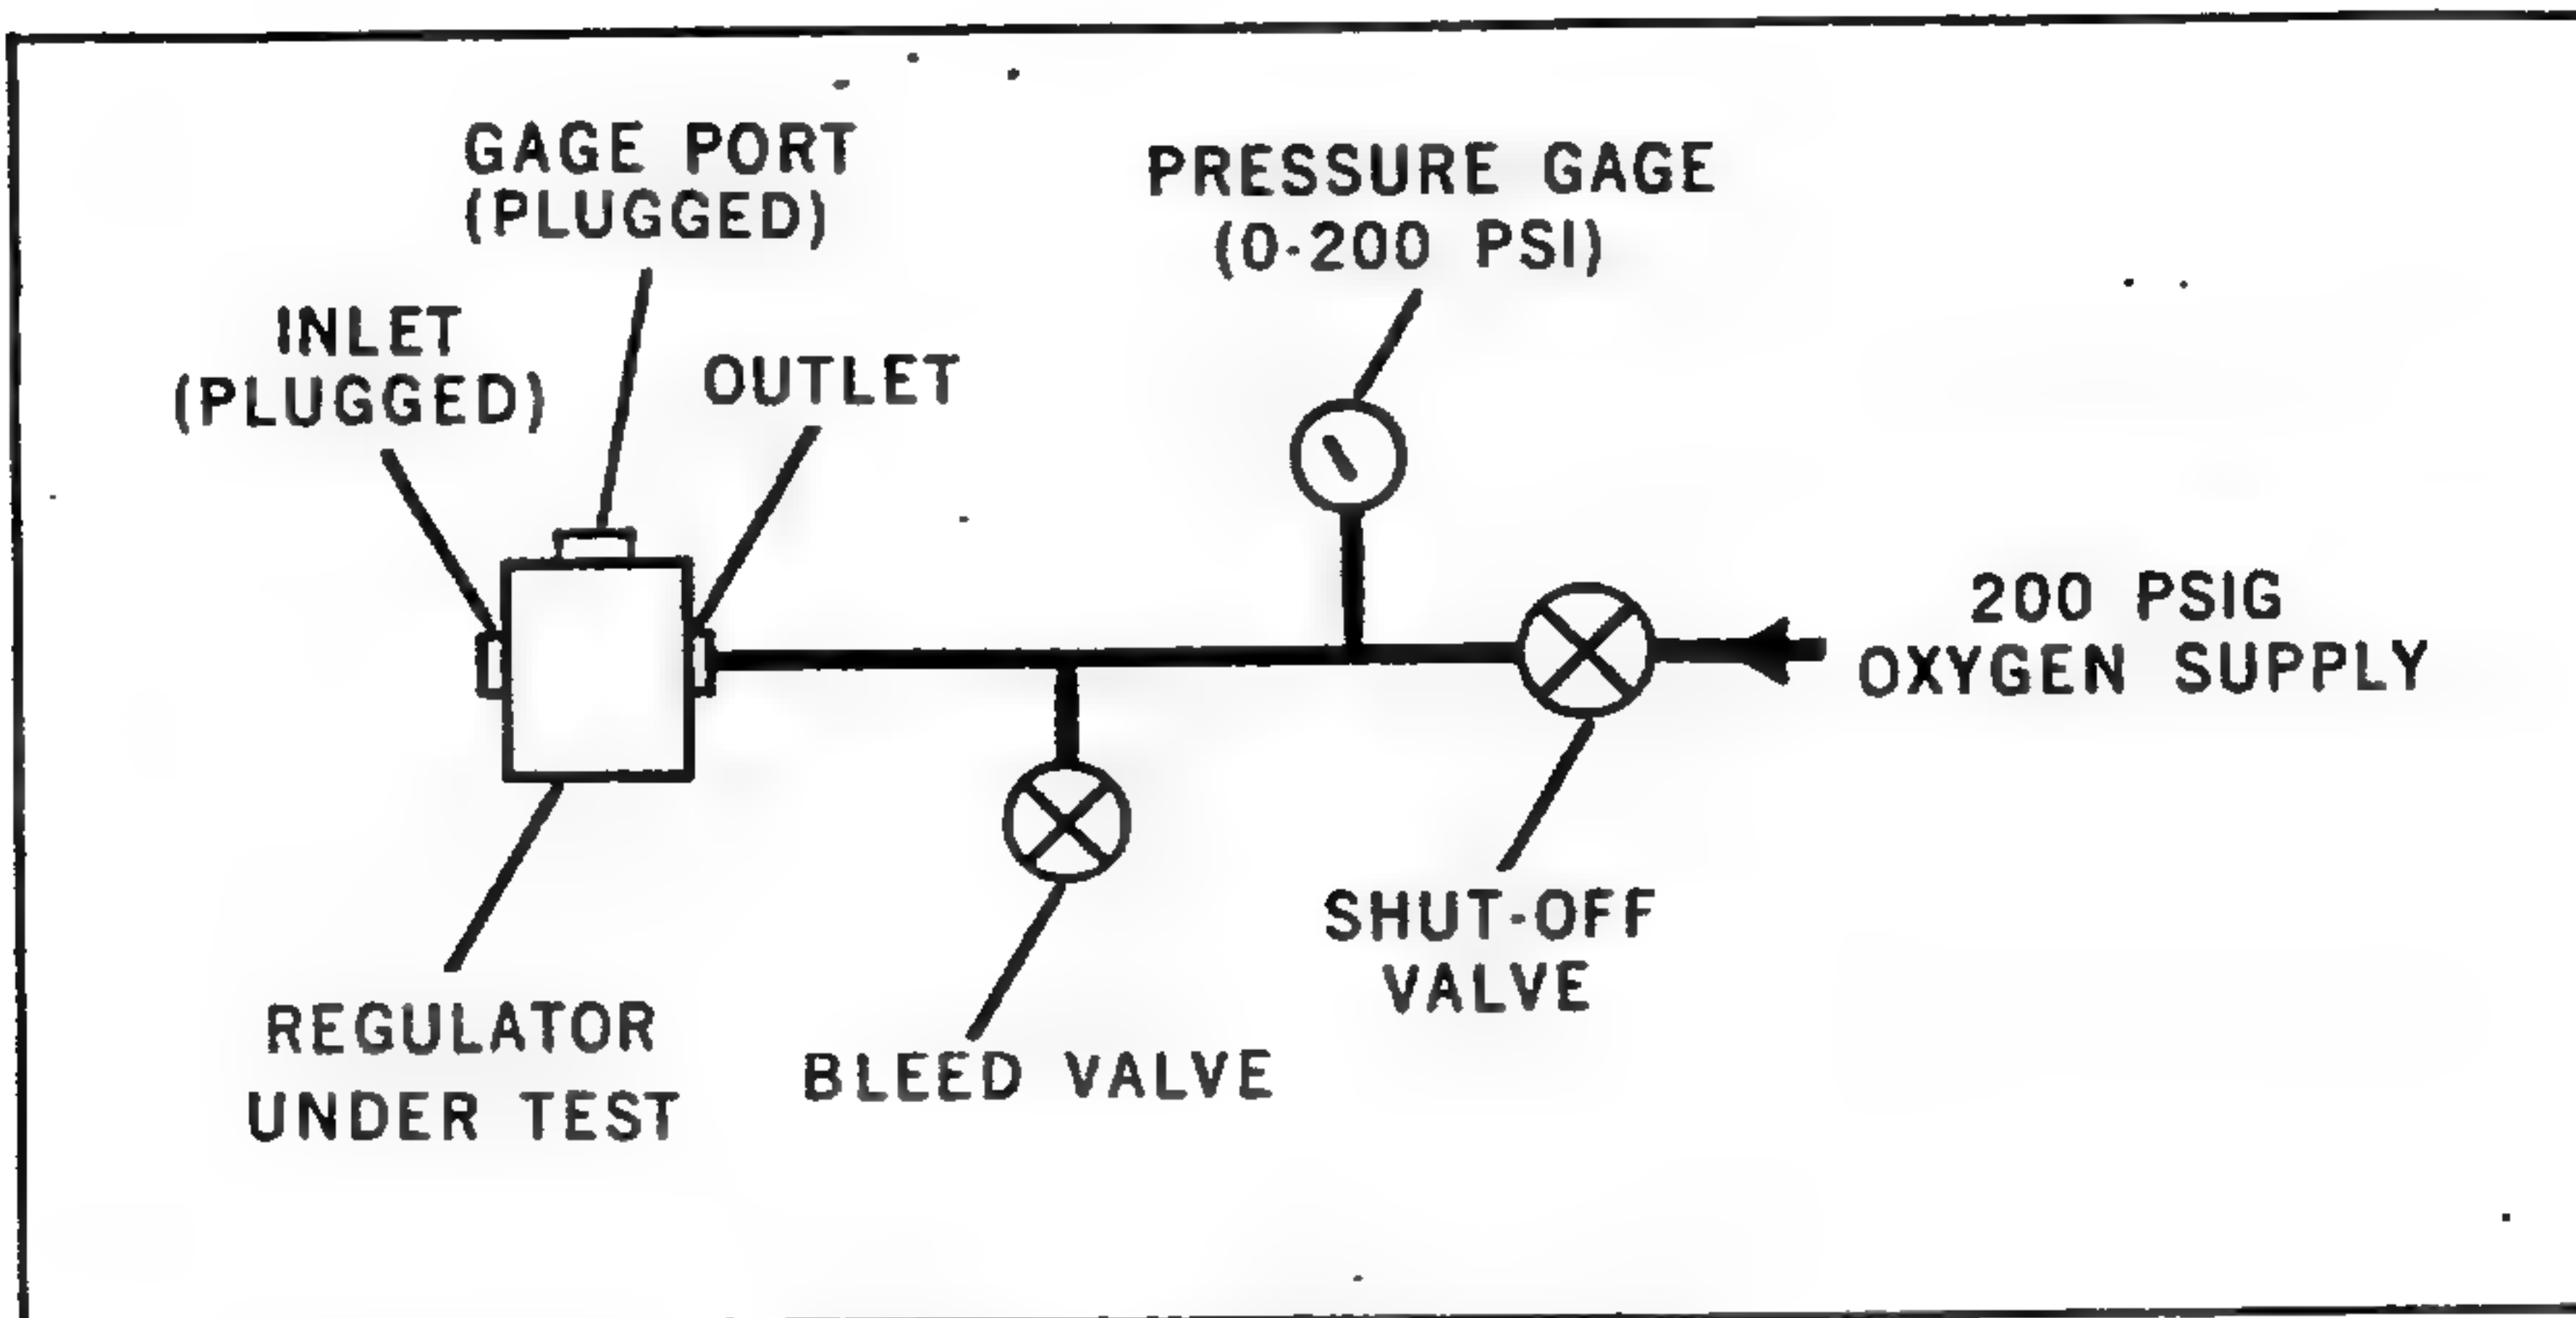 GAGE PORT
(PLUGGED)
PRESSURE GAGE
(0-200 PSI)
INLET
(PLUGGED)
OUTLET
200 PSIG
OXYGEN SUPPLY
SHUT-OFF
VALVE
REGULATOR
UNDER TEST
BLEED VALVE